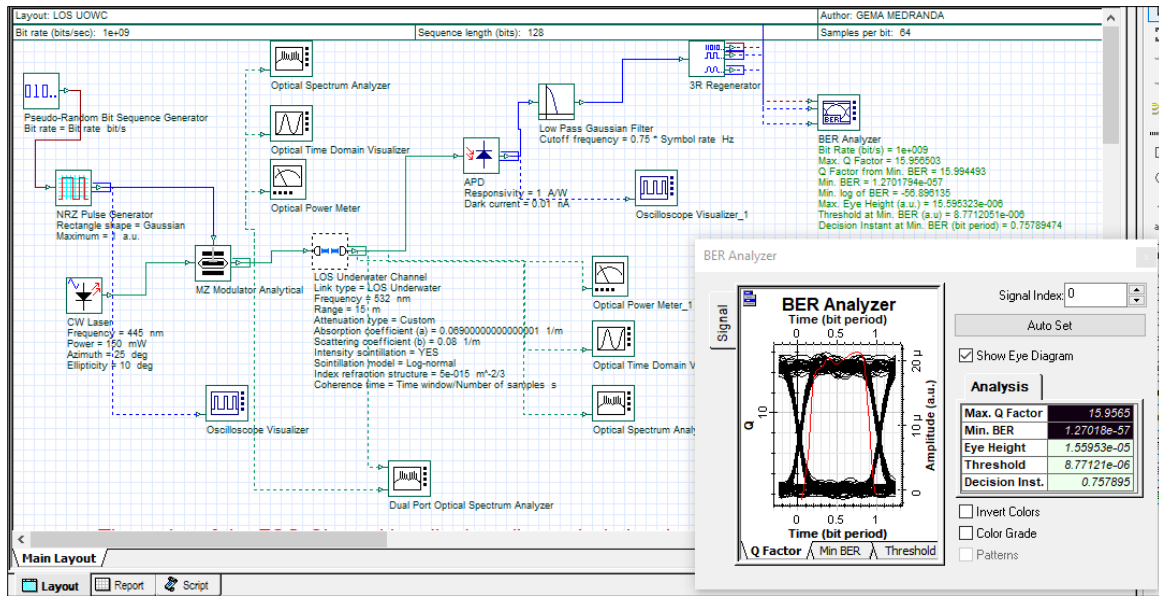 Layout: LOS UOWC
Author: GEMA MEDRANDA
Bit rate (bits/sec): 1e+09
Sequence length (bits): 128
Samples per bit: 64
Optical Spectrum Analyzer
3R Regenerator
Pseudo-Random Bit Sequence Generator
Bit rate = Bit rate bit/s
Optical Time Domain Visualizer
Low Pass Gaussian Filter
Cutoff frequency = 0.75 * Symbol rate Hz
BER
BER Analyzer
Bit Rate (bit/s) = 1e+009
Max. Q Factor = 15.956503
Q Factor from Min. BER = 15.994493
Min. BER = 1.2701794e-057
Min. log of BER = -56.896135
Max. Eye Height (a.u.) = 15.595323e-006
Threshold at Min. BER (a.u) = 8.7712051e-006
Decision Instant at Min. BER (bit period) = 0.75789474
APD
Responsivity = 1 A/W
Dark current = 0.01 nA
Optical Power Meter
Oscilloscope Visualizer_1
NRZ Pulse Generator
Rectangle shape = Gaussian
Maximum = 1 a.u.
MZ Modulator Analytical
LOS Underwater Channel
Link type = LOS Underwater
Frequency = 532 nm
Range = 15 m
Attenuation type = Custom
Absorption coefficient (a) = 0.06900000000000001 1/m
Scattering coefficient (b) = 0.08 1/m
Intensity scintillation = YES
Scintillation model = Log-normal
Index refraction structure = 5e-015 m^-2/3
Coherence time = Time window/Number of samples s
CW Laser
Frequency = 445 nm
Power = 150 mW
Azimuth = 25 deg
Ellipticity = 10 deg
Optical Power Meter_1
Optical Time Domain V
Optical Spectrum Analy
Oscilloscope Visualizer
Dual Port Optical Spectrum Analyzer
BER Analyzer
Signal
BER Analyzer
Time (bit period)
0 0.5 1
Q
10
20 µ
10 µ
0
Amplitude (a.u.)
0 0.5 1
Time (bit period)
Q Factor Min BER Threshold
Signal Index: 0
Auto Set
Show Eye Diagram
Analysis
Max. Q Factor 15.9565
Min. BER 1.27018e-57
Eye Height 1.55953e-05
Threshold 8.77121e-06
Decision Inst. 0.757895
Invert Colors
Color Grade
Patterns
Main Layout
Layout Report Script